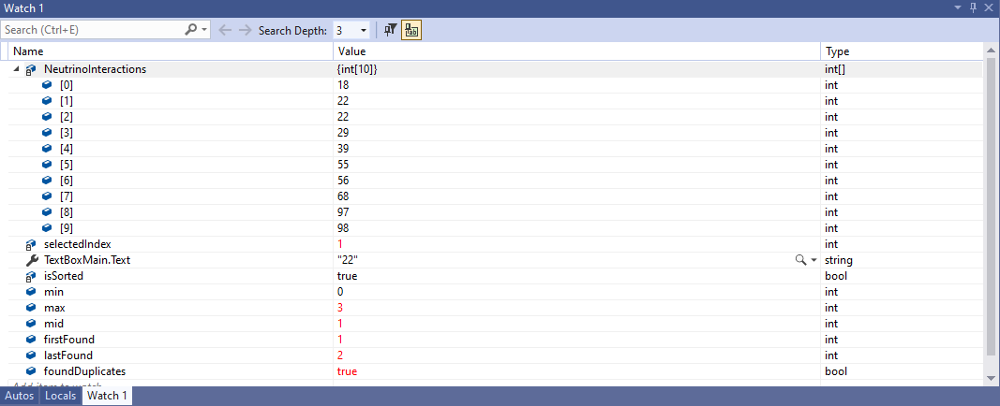 Watch 1
Search (Ctrl+E) Search Depth: 3
Name Value Type
NeutrinoInteractions {int[10]} int[]
[0] 18 int
[1] 22 int
[2] 22 int
[3] 29 int
[4] 39 int
[5] 55 int
[6] 56 int
[7] 68 int
[8] 97 int
[9] 98 int
selectedIndex 1 int
TextBoxMain.Text "22" string
isSorted true bool
min 0 int
max 3 int
mid 1 int
firstFound 1 int
lastFound 2 int
foundDuplicates true bool
Add item to watch
Autos Locals Watch 1